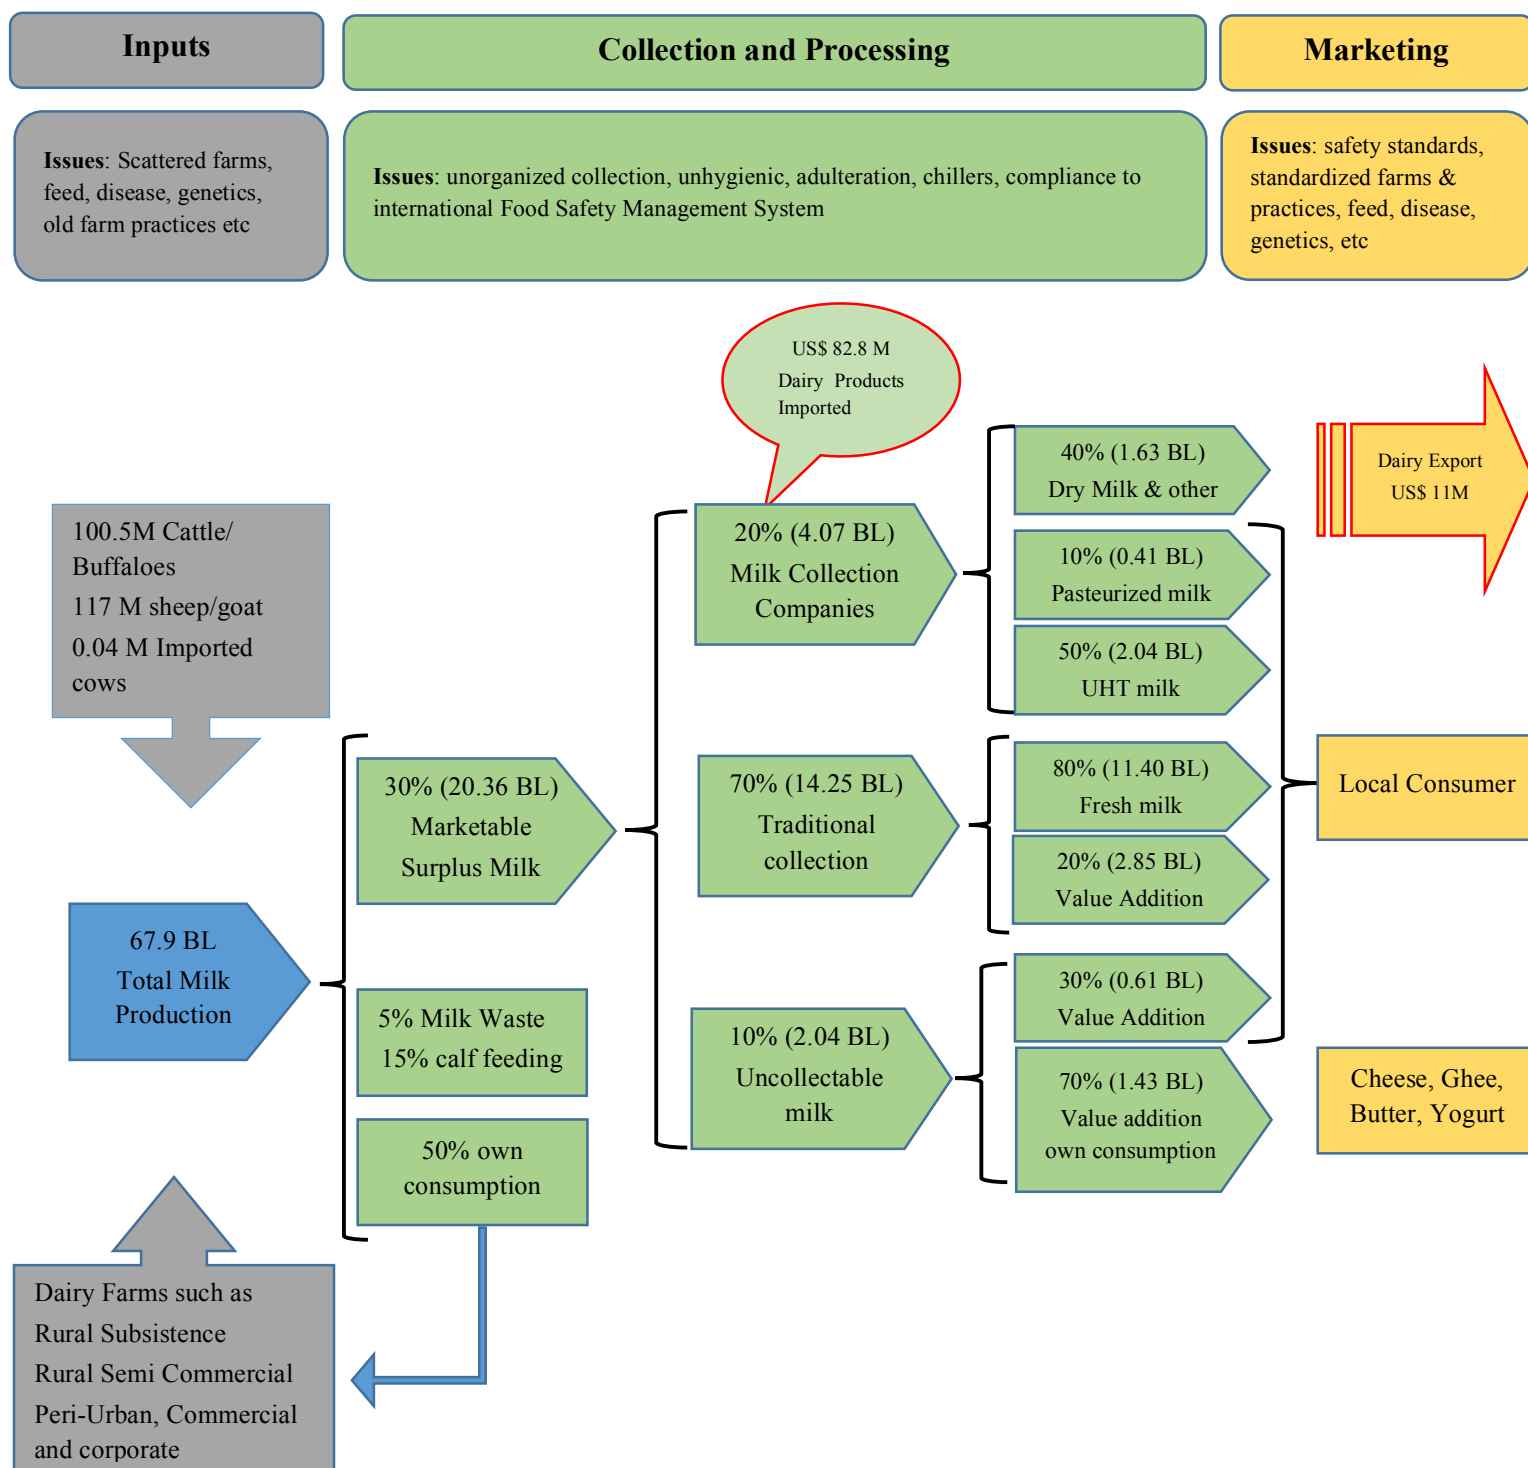 Inputs
Collection and Processing
Marketing
Issues: Scattered farms,
feed, disease, genetics,
old farm practices etc
Issues: unorganized collection, unhygienic, adulteration, chillers, compliance to
international Food Safety Management System
Issues: safety standards,
standardized farms &
practices, feed, disease,
genetics, etc
US$ 82.8 M
Dairy Products
Imported
40% (1.63 BL)
Dry Milk & other
Dairy Export
US$ 11M
100.5M Cattle/
Buffaloes
117 M sheep/goat
0.04 M Imported
cows
20% (4.07 BL)
Milk Collection
Companies
10% (0.41 BL)
Pasteurized milk
50% (2.04 BL)
UHT milk
30% (20.36 BL)
Marketable
Surplus Milk
70% (14.25 BL)
Traditional
collection
80% (11.40 BL)
Fresh milk
20% (2.85 BL)
Value Addition
Local Consumer
67.9 BL
Total Milk
Production
5% Milk Waste
15% calf feeding
50% own
consumption
10% (2.04 BL)
Uncollectable
milk
30% (0.61 BL)
Value Addition
70% (1.43 BL)
Value addition
own consumption
Cheese, Ghee,
Butter, Yogurt
Dairy Farms such as
Rural Subsistence
Rural Semi Commercial
Peri-Urban, Commercial
and corporate